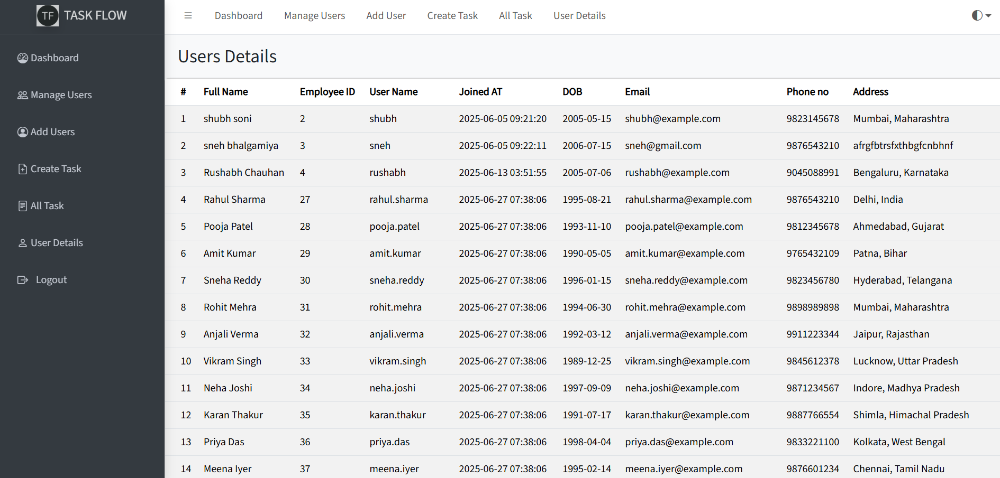 TF TASK FLOW
Dashboard Manage Users Add User Create Task All Task User Details
Dashboard
Manage Users
Add Users
Create Task
All Task
User Details
Logout
Users Details
# Full Name Employee ID User Name Joined AT DOB Email Phone no Address
1 shubh soni 2 shubh 2025-06-05 09:21:20 2005-05-15 shubh@example.com 9823145678 Mumbai, Maharashtra
2 sneh bhalgamiya 3 sneh 2025-06-05 09:22:11 2006-07-15 sneh@gmail.com 9876543210 afrgfbtrsfxthbgfcnbhnf
3 Rushabh Chauhan 4 rushabh 2025-06-13 03:51:55 2005-07-06 rushabh@example.com 9045088991 Bengaluru, Karnataka
4 Rahul Sharma 27 rahul.sharma 2025-06-27 07:38:06 1995-08-21 rahul.sharma@example.com 9876543210 Delhi, India
5 Pooja Patel 28 pooja.patel 2025-06-27 07:38:06 1993-11-10 pooja.patel@example.com 9812345678 Ahmedabad, Gujarat
6 Amit Kumar 29 amit.kumar 2025-06-27 07:38:06 1990-05-05 amit.kumar@example.com 9765432109 Patna, Bihar
7 Sneha Reddy 30 sneha.reddy 2025-06-27 07:38:06 1996-01-15 sneha.reddy@example.com 9823456780 Hyderabad, Telangana
8 Rohit Mehra 31 rohit.mehra 2025-06-27 07:38:06 1994-06-30 rohit.mehra@example.com 9898989898 Mumbai, Maharashtra
9 Anjali Verma 32 anjali.verma 2025-06-27 07:38:06 1992-03-12 anjali.verma@example.com 9911223344 Jaipur, Rajasthan
10 Vikram Singh 33 vikram.singh 2025-06-27 07:38:06 1989-12-25 vikram.singh@example.com 9845612378 Lucknow, Uttar Pradesh
11 Neha Joshi 34 neha.joshi 2025-06-27 07:38:06 1997-09-09 neha.joshi@example.com 9871234567 Indore, Madhya Pradesh
12 Karan Thakur 35 karan.thakur 2025-06-27 07:38:06 1991-07-17 karan.thakur@example.com 9887766554 Shimla, Himachal Pradesh
13 Priya Das 36 priya.das 2025-06-27 07:38:06 1998-04-04 priya.das@example.com 9833221100 Kolkata, West Bengal
14 Meena Iyer 37 meena.iyer 2025-06-27 07:38:06 1995-02-14 meena.iyer@example.com 9876601234 Chennai, Tamil Nadu